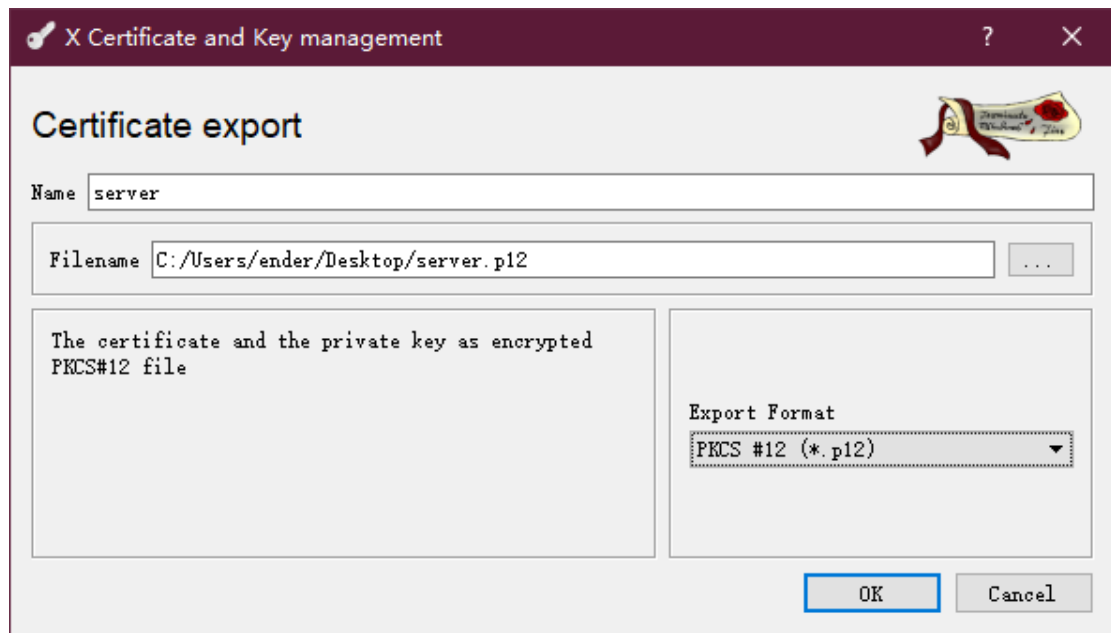 X Certificate and Key management
?
Certificate export
Name server
Filename C:/Users/ender/Desktop/server.p12
...
The certificate and the private key as encrypted
PKCS#12 file
Export Format
PKCS #12 (*.p12)
OK
Cancel